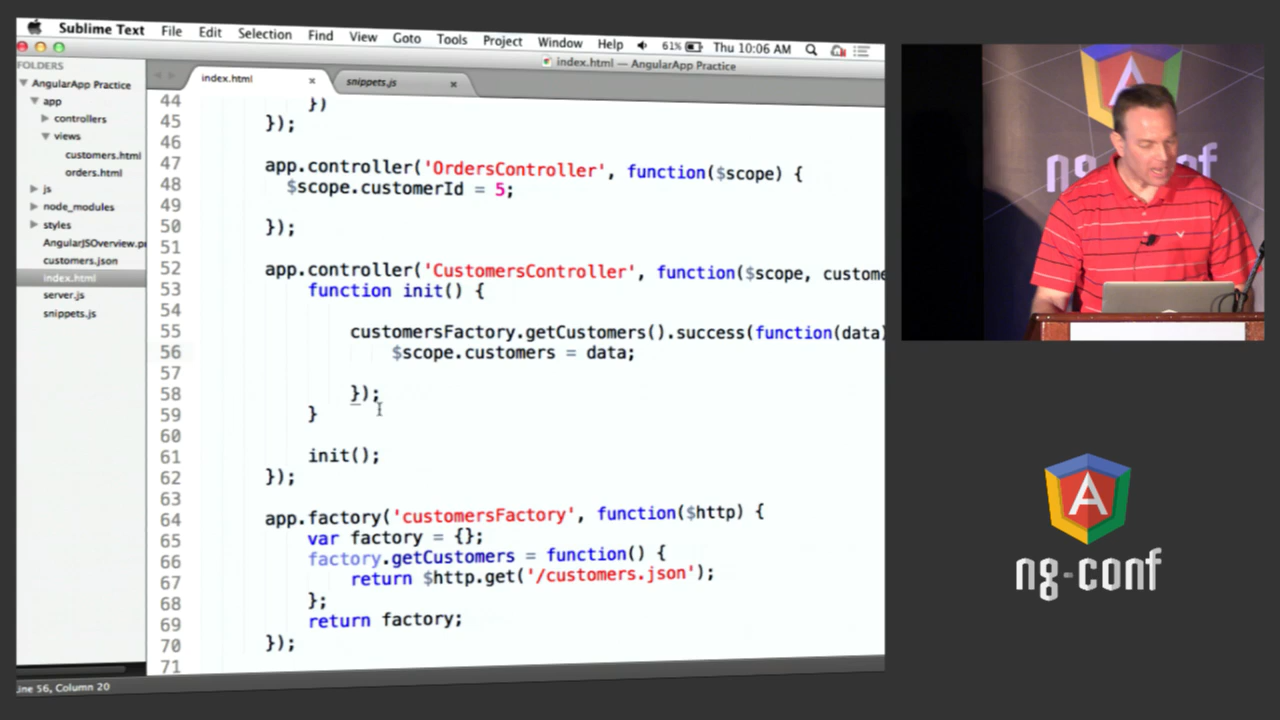 Sublime Text File Edit Selection Find View Goto Tools Project Window Help 61% Thu 10:06 AM
index.html — AngularApp Practice
FOLDERS
AngularApp Practice
app
controllers
views
customers.html
orders.html
js
node_modules
styles
AngularJSOverview.p
customers.json
index.html
server.js
snippets.js
index.html × snippets.js ×
44 })
45 });
46
47 app.controller('OrdersController', function($scope) {
48 $scope.customerId = 5;
49
50 });
51
52 app.controller('CustomersController', function($scope, custome
53 function init() {
54
55 customersFactory.getCustomers().success(function(data)
56 $scope.customers = data;
57
58 });
59 }
60
61 init();
62 });
63
64 app.factory('customersFactory', function($http) {
65 var factory = {};
66 factory.getCustomers = function() {
67 return $http.get('/customers.json');
68 };
69 return factory;
70 });
71
ine 56, Column 20
ng-conf
A
ng-conf